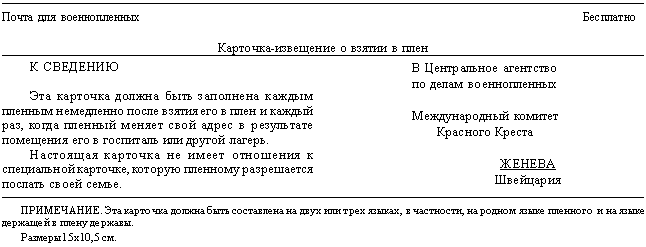 Почта для военнопленных Бесплатно
Карточка-извещение о взятии в плен
К СВЕДЕНИЮ
Эта карточка должна быть заполнена каждым
пленным немедленно после взятия его в плен и каждый
раз, когда пленный меняет свой адрес в результате
помещения его в госпиталь или другой лагерь.
Настоящая карточка не имеет отношения к
специальной карточке, которую пленному разрешается
послать своей семье.
В Центральное агентство
по делам военнопленных
Международный комитет
Красного Креста
ЖЕНЕВА
Швейцария
ПРИМЕЧАНИЕ. Эта карточка должна быть составлена на двух или трех языках, в частности, на родном языке пленного и на языке
держащей в плену державы.
Размеры 15x10,5 см.